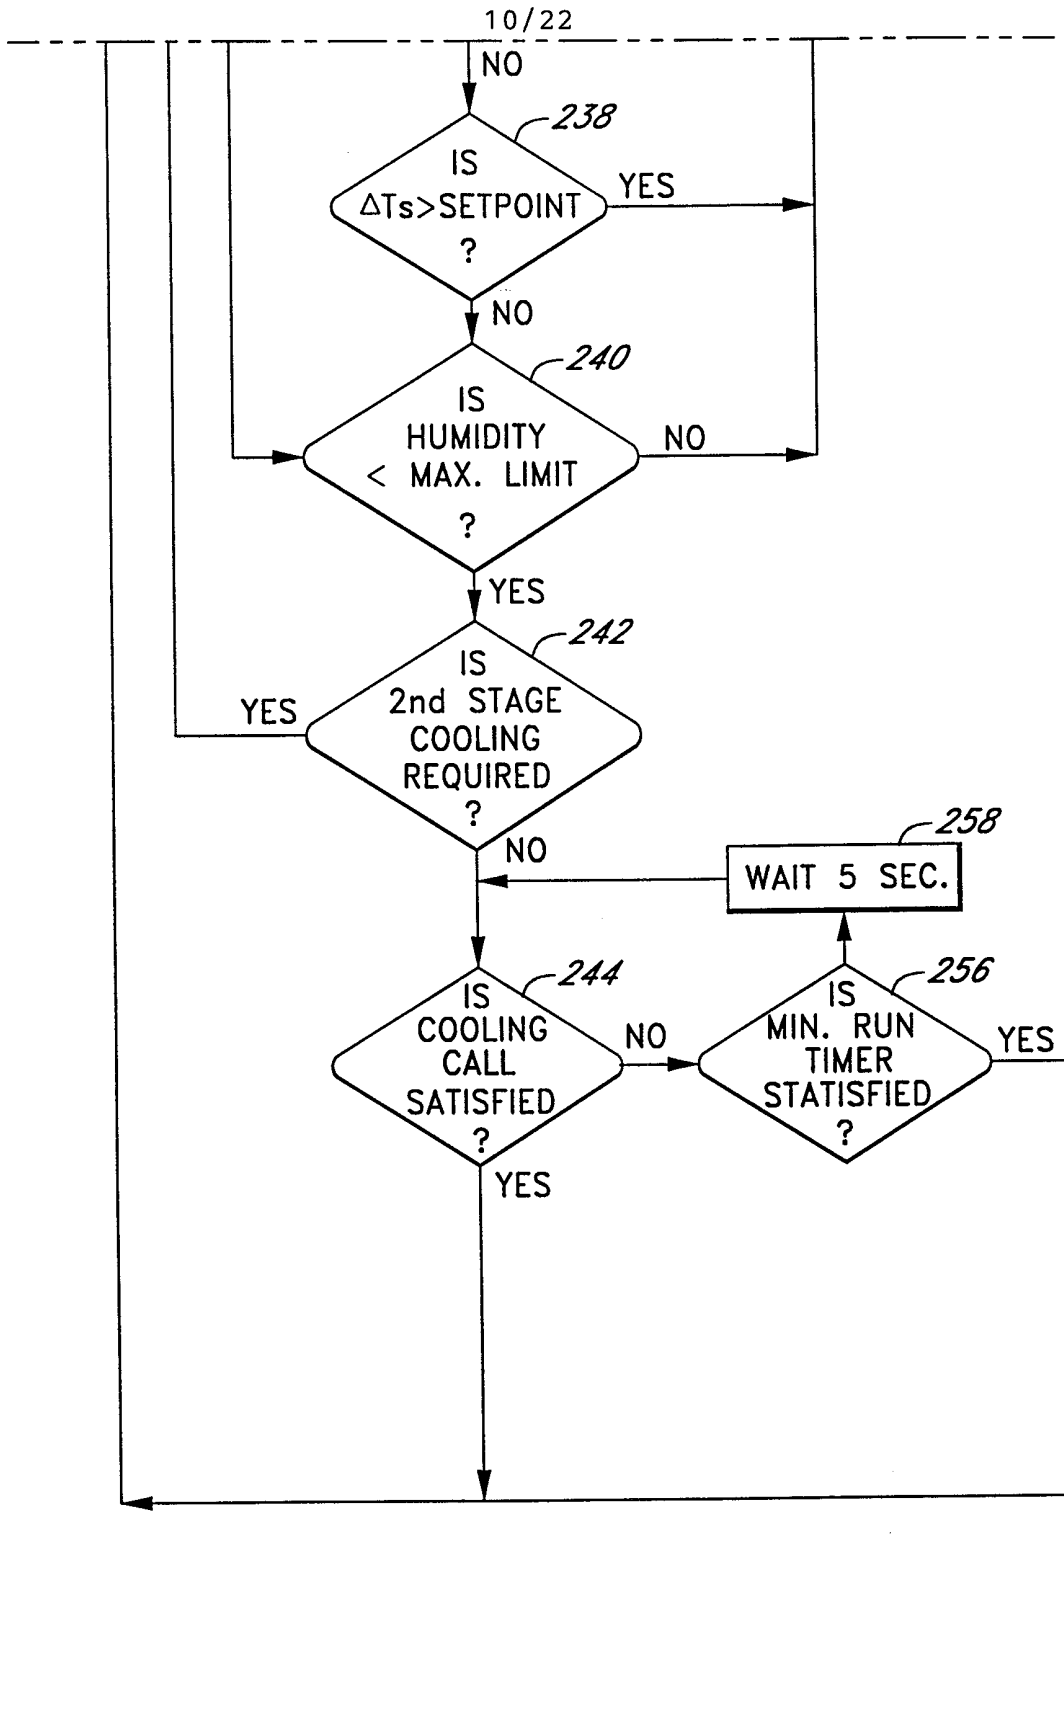 10/22
NO
238
IS
ΔTs>SETPOINT
?
YES
NO
240
IS
HUMIDITY
< MAX. LIMIT
?
NO
YES
242
IS
2nd STAGE
COOLING
REQUIRED
?
YES
NO
258
WAIT 5 SEC.
244
IS
COOLING
CALL
SATISFIED
?
NO
256
IS
MIN. RUN
TIMER
STATISFIED
?
YES
YES